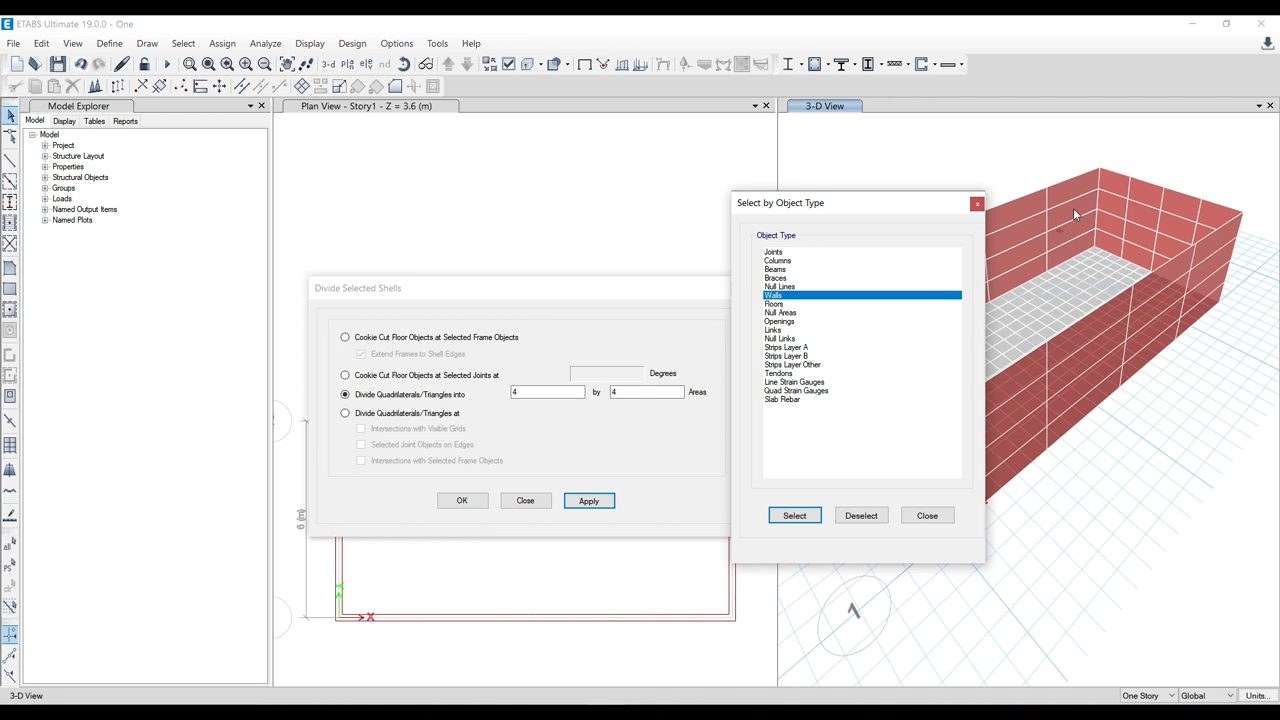 ETABS Ultimate 19.0.0 - One
File Edit View Define Draw Select Assign Analyze Display Design Options Tools Help
3-d
nd
Model Explorer
Plan View - Story1 - Z = 3.6 (m)
3-D View
Model Display Tables Reports
Model
Project
Structure Layout
Properties
Structural Objects
Groups
Loads
Named Output Items
Named Plots
all
PS
clr
Divide Selected Shells
Cookie Cut Floor Objects at Selected Frame Objects
Extend Frames to Shell Edges
Cookie Cut Floor Objects at Selected Joints at Degrees
Divide Quadrilaterals/Triangles into 4 by 4 Areas
Divide Quadrilaterals/Triangles at
Intersections with Visible Grids
Selected Joint Objects on Edges
Intersections with Selected Frame Objects
OK Close Apply
Select by Object Type
x
Object Type
Joints
Columns
Beams
Braces
Null Lines
Walls
Floors
Null Areas
Openings
Links
Null Links
Strips Layer A
Strips Layer B
Strips Layer Other
Tendons
Line Strain Gauges
Quad Strain Gauges
Slab Rebar
Select Deselect Close
6 (m)
X
3-D View
One Story Global Units...